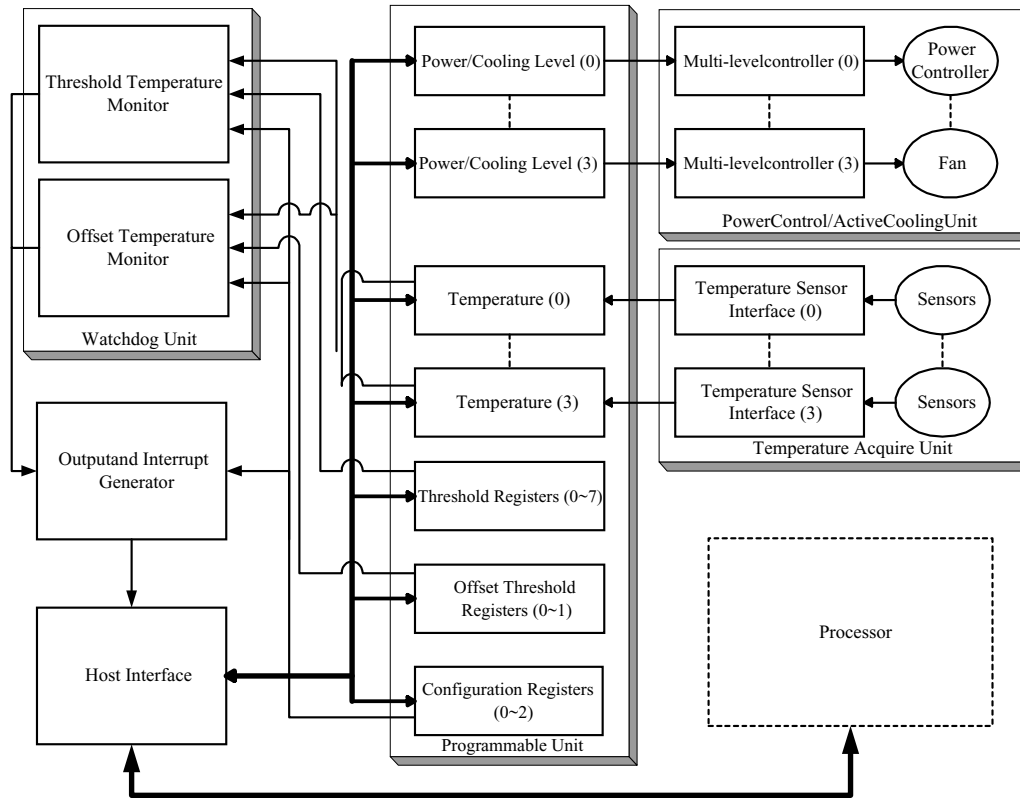 Threshold Temperature
Monitor
Offset Temperature
Monitor
Watchdog Unit
Outputand Interrupt
Generator
Host Interface
Power/Cooling Level (0)
Power/Cooling Level (3)
Temperature (0)
Temperature (3)
Threshold Registers (0~7)
Offset Threshold
Registers (0~1)
Configuration Registers
(0~2)
Programmable Unit
Multi-levelcontroller (0)
Power
Controller
Multi-levelcontroller (3)
Fan
PowerControl/ActiveCoolingUnit
Temperature Sensor
Interface (0)
Sensors
Temperature Sensor
Interface (3)
Sensors
Temperature Acquire Unit
Processor